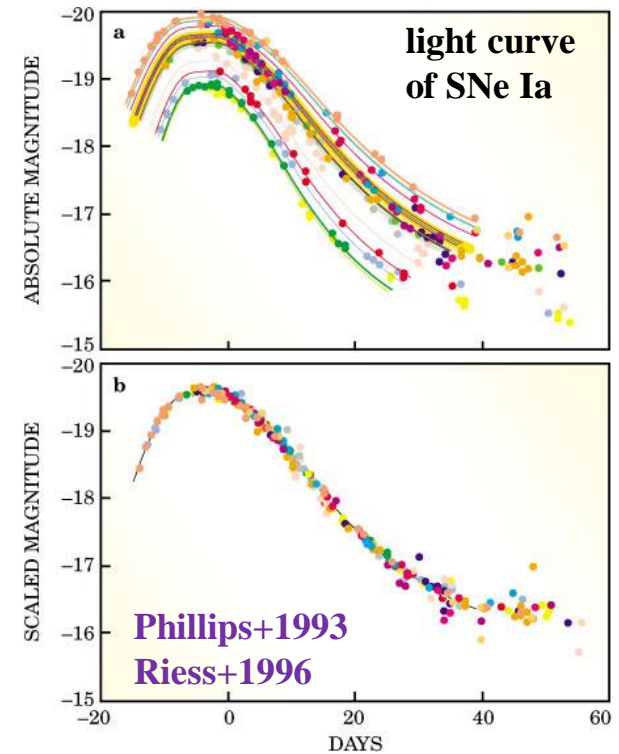 −20
a
light curve
of SNe Ia
−19
−18
−17
−16
−15
ABSOLUTE MAGNITUDE
−20
b
−19
−18
−17
−16
−15
SCALED MAGNITUDE
Phillips+1993
Riess+1996
−20 0 20 40 60
DAYS